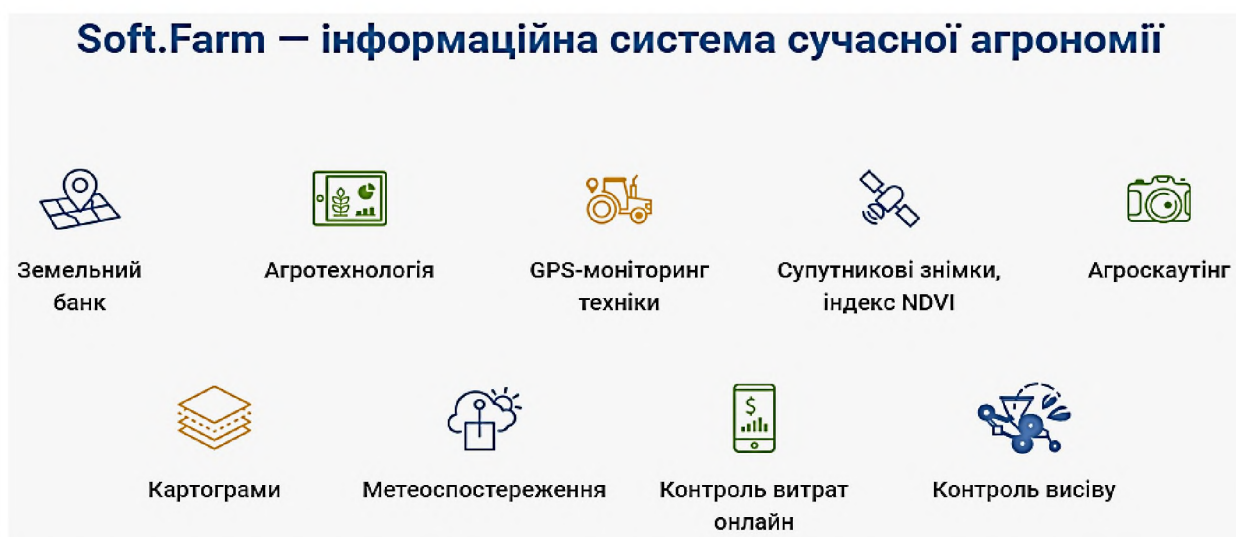 Soft.Farm — інформаційна система сучасної агрономії
Земельний
банк
Агротехнологія
GPS-моніторинг
техніки
Супутникові знімки,
індекс NDVI
Агроскаутінг
Картограми
Метеоспостереження
Контроль витрат
онлайн
Контроль висіву